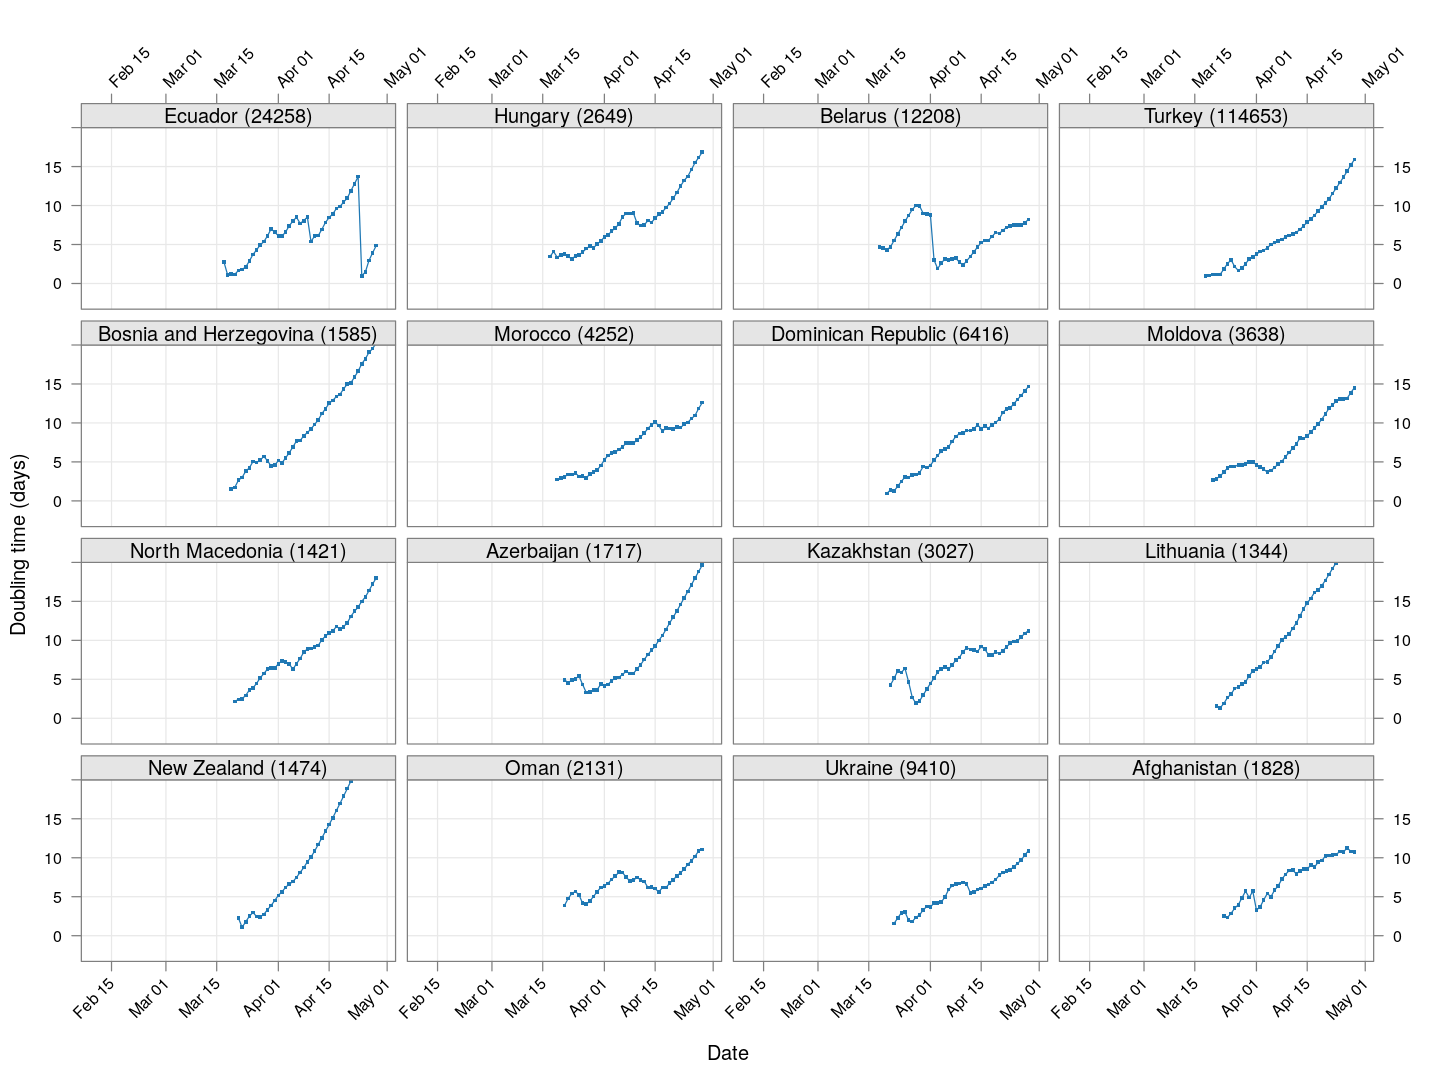 Feb 15 Mar 01 Mar 15 Apr 01 Apr 15 May 01 Feb 15 Mar 01 Mar 15 Apr 01 Apr 15 May 01 Feb 15 Mar 01 Mar 15 Apr 01 Apr 15 May 01 Feb 15 Mar 01 Mar 15 Apr 01 Apr 15 May 01
Ecuador (24258) Hungary (2649) Belarus (12208) Turkey (114653)
15 15
10 10
5 5
0 0
Bosnia and Herzegovina (1585) Morocco (4252) Dominican Republic (6416) Moldova (3638)
15 15
10 10
5 5
0 0
Doubling time (days)
North Macedonia (1421) Azerbaijan (1717) Kazakhstan (3027) Lithuania (1344)
15 15
10 10
5 5
0 0
New Zealand (1474) Oman (2131) Ukraine (9410) Afghanistan (1828)
15 15
10 10
5 5
0 0
Feb 15 Mar 01 Mar 15 Apr 01 Apr 15 May 01 Feb 15 Mar 01 Mar 15 Apr 01 Apr 15 May 01 Feb 15 Mar 01 Mar 15 Apr 01 Apr 15 May 01 Feb 15 Mar 01 Mar 15 Apr 01 Apr 15 May 01
Date